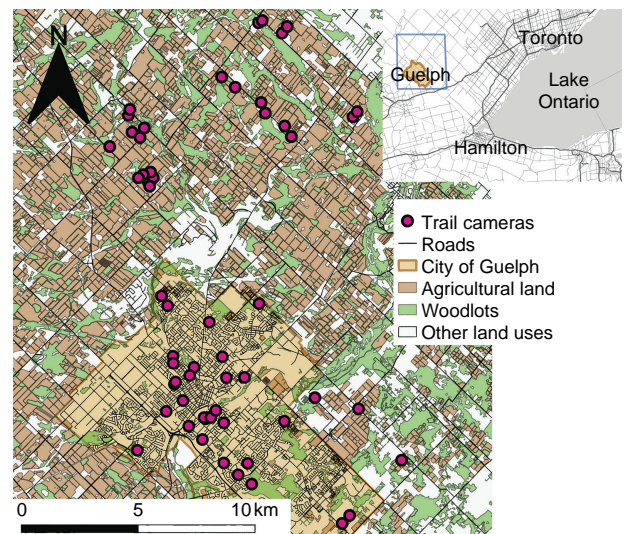 N
Toronto
Guelph
Lake
Ontario
Hamilton
Trail cameras
Roads
City of Guelph
Agricultural land
Woodlots
Other land uses
0 5 10 km